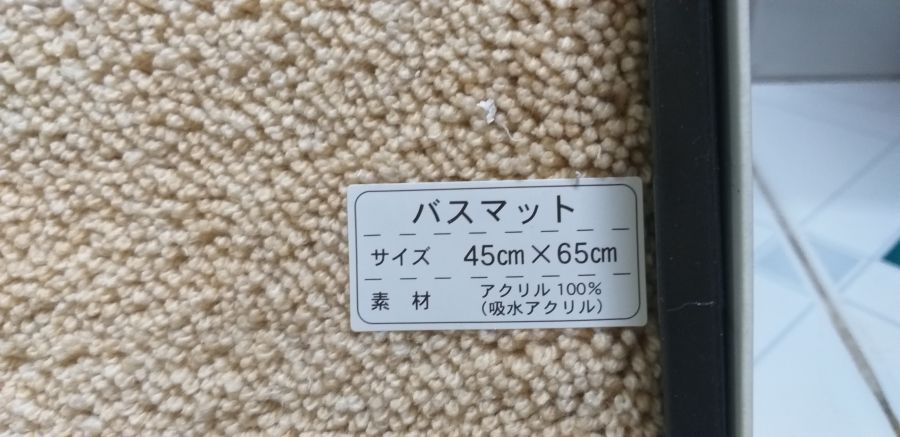 バスマット
サイズ 45cm×65cm
素 材 アクリル100%
(吸水アクリル)